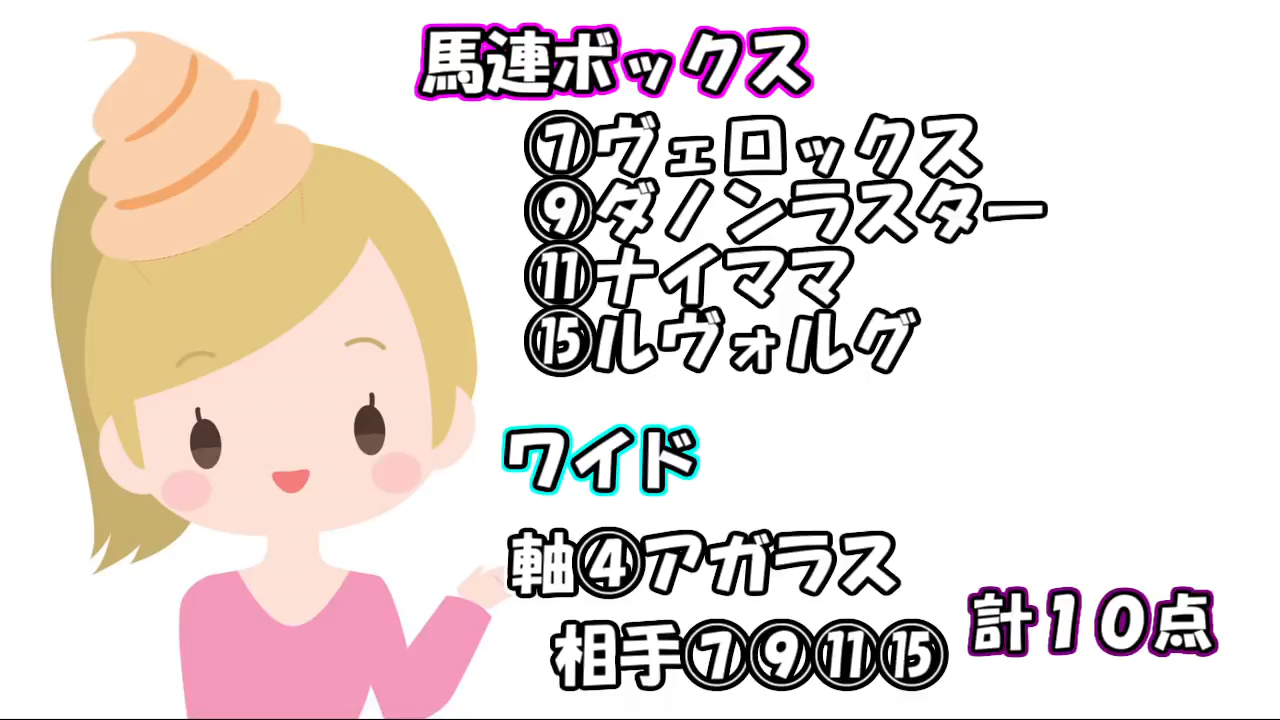 馬連ボックス
⑦ヴェロックス
⑨ダノンラスター
⑪ナイママ
⑮ルヴォルグ
ワイド
軸④アガラス
相手⑦⑨⑪⑮
計10点